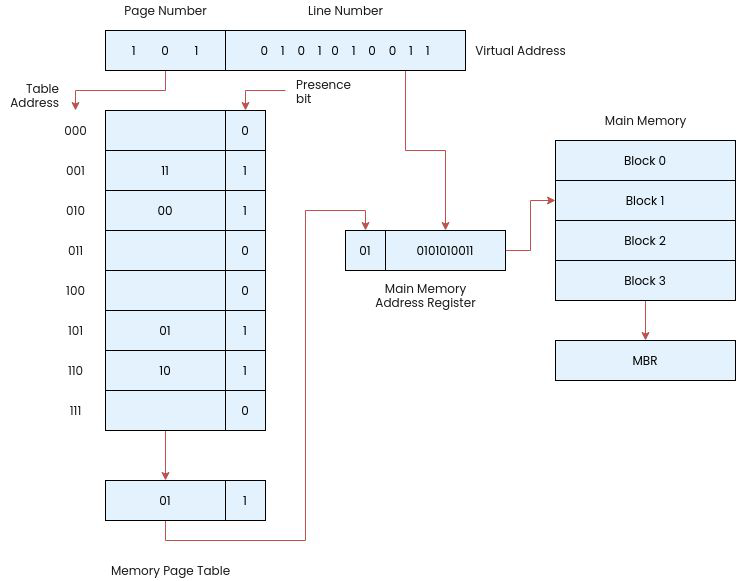 Page Number
Line Number
1 0 1
0 1 0 1 0 1 0 0 1 1
Virtual Address
Table
Address
Presence
bit
000
0
001
11
1
010
00
1
011
0
100
0
101
01
1
110
10
1
111
0
01
1
Memory Page Table
01
0101010011
Main Memory
Address Register
Main Memory
Block 0
Block 1
Block 2
Block 3
MBR